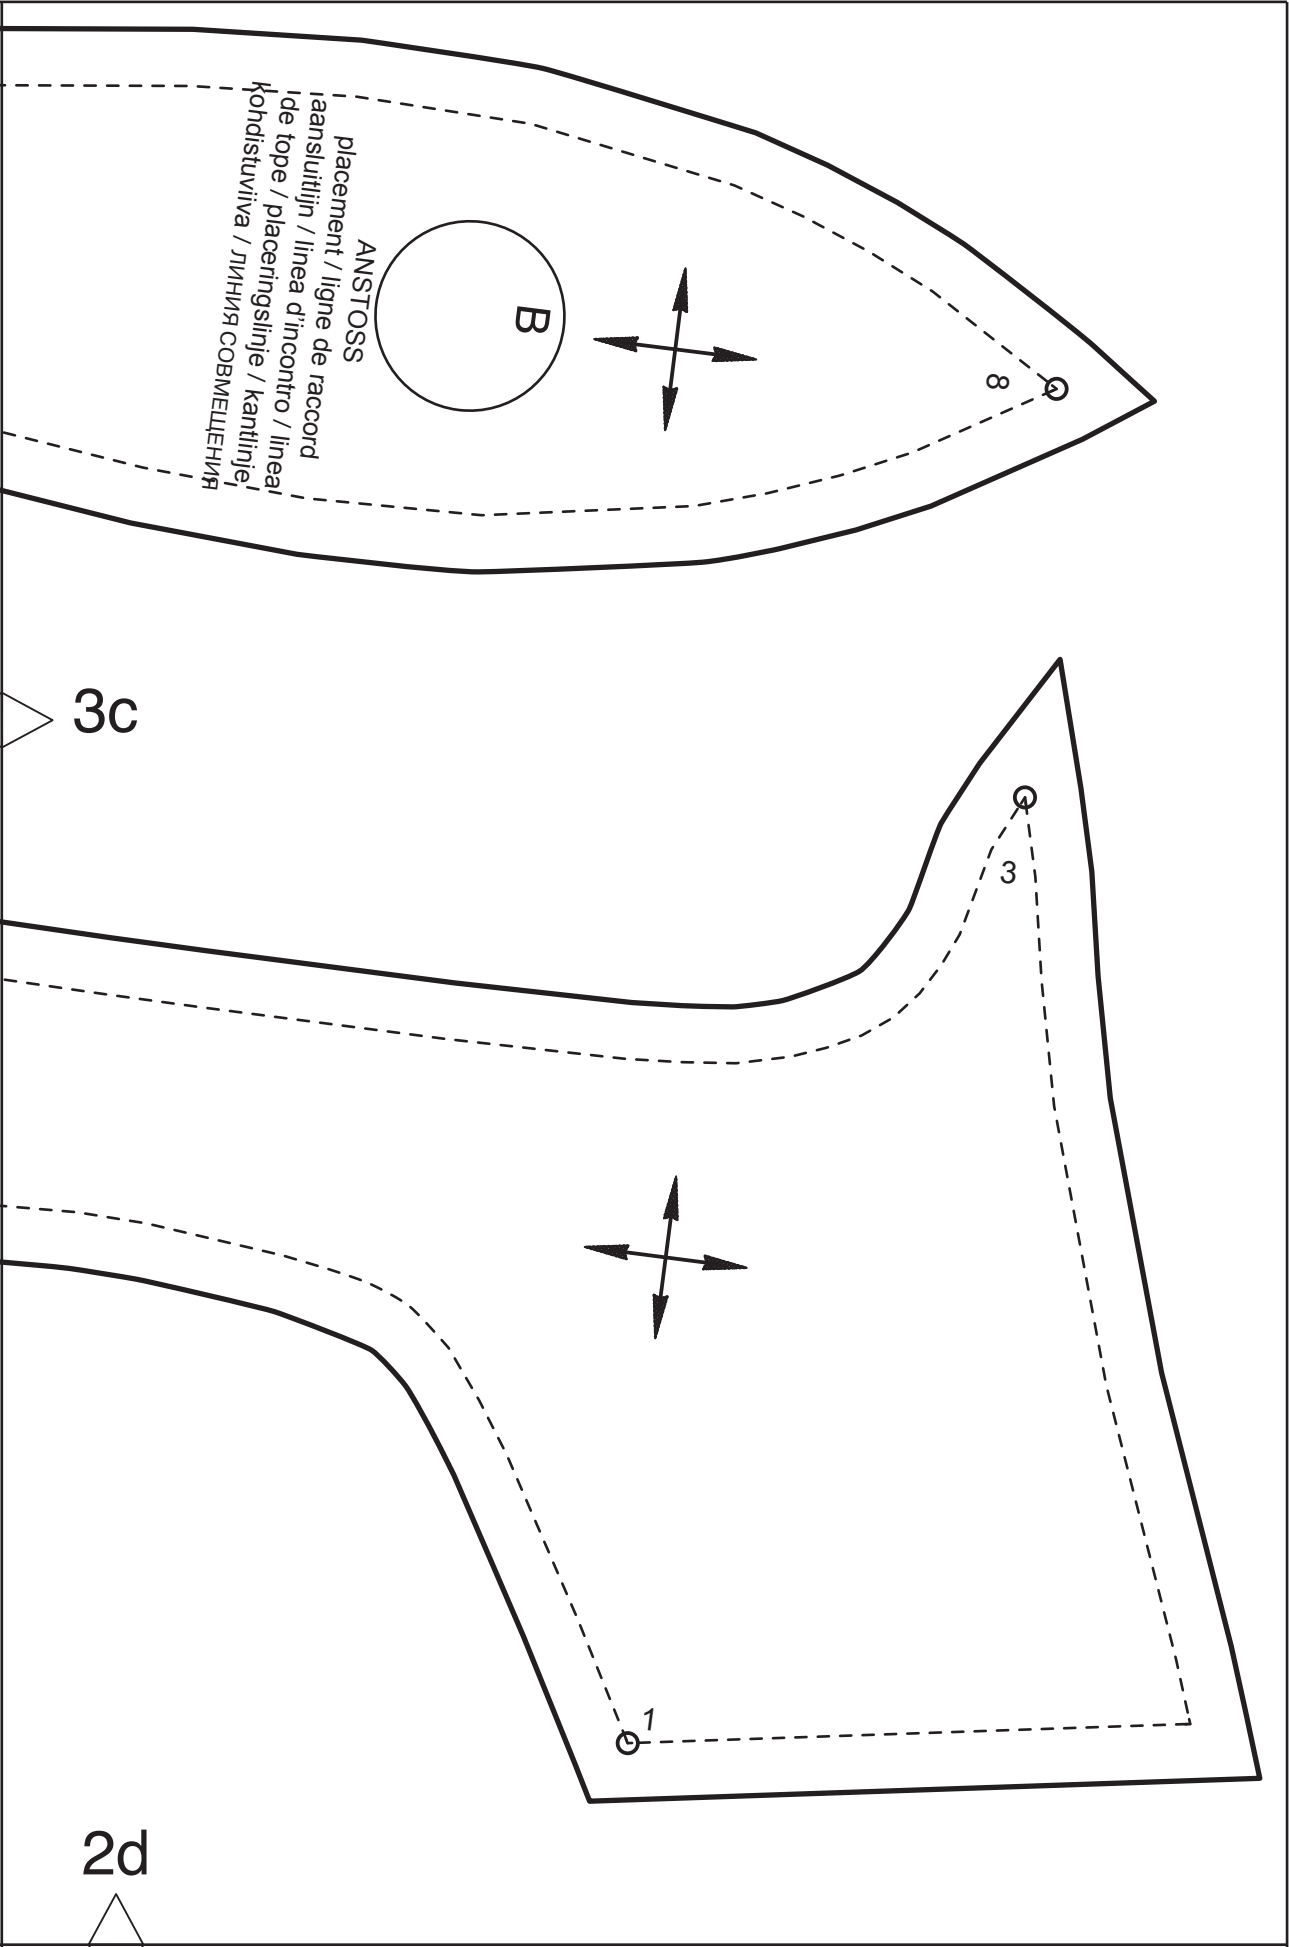 ANSTOSS
placement / ligne de raccord
aansluitlijn / linea d'incontro / linea
de tope / placeringslinje / kantlinje
kohdistuviiva / ЛИНИЯ СОВМЕЩЕНИЯ
B
8
3c
3
1
2d